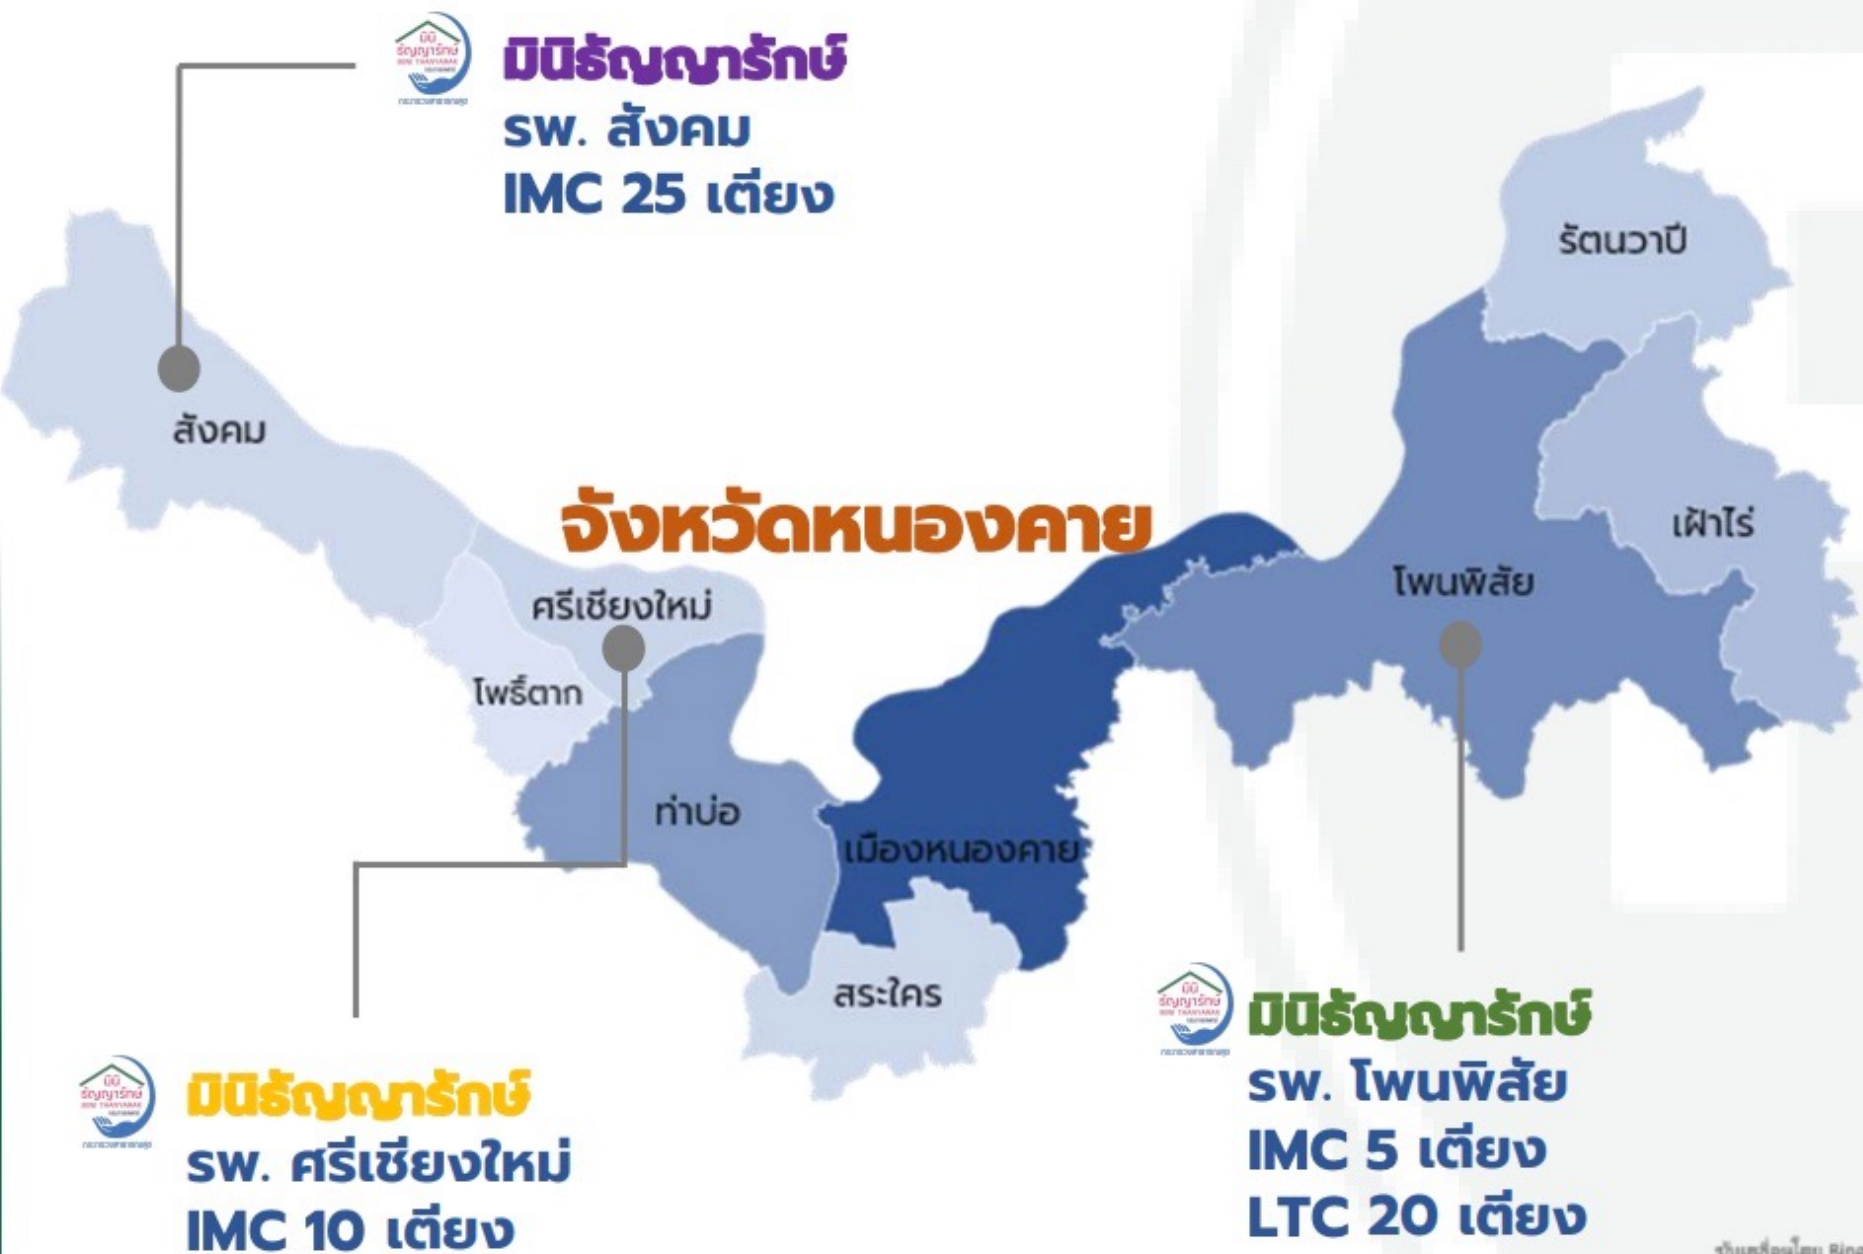 มินิธัญญารักษ์
รพ. สังคม
IMC 25 เตียง
รัตนวาปี
สังคม
จังหวัดหนองคาย
เฝ้าไร่
โพนพิสัย
ศรีเชียงใหม่
โพธิ์ตาก
ท่าบ่อ
เมืองหนองคาย
สระใคร
มินิธัญญารักษ์
รพ. ศรีเชียงใหม่
IMC 10 เตียง
มินิธัญญารักษ์
รพ. โพนพิสัย
IMC 5 เตียง
LTC 20 เตียง